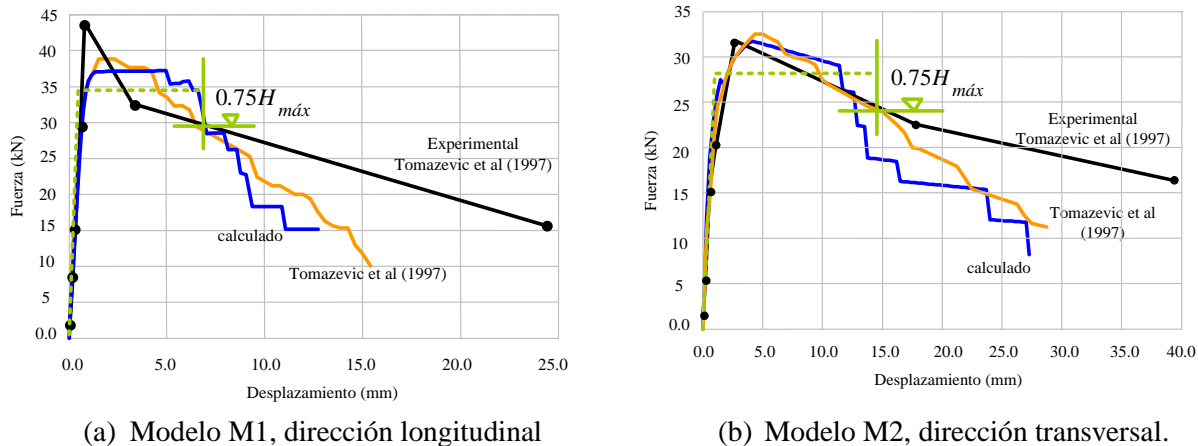 45
40
35
30
25
20
15
10
5
0.0
Fuerza (kN)
0.75H máx
Experimental
Tomazevic et al (1997)
calculado
Tomazevic et al (1997)
0.0 5.0 10.0 15.0 20.0 25.0
Desplazamiento (mm)
(a) Modelo M1, dirección longitudinal
35
30
25
20
15
10
5
0.0
Fuerza (kN)
0.75H máx
Experimental
Tomazevic et al (1997)
Tomazevic et al
(1997)
calculado
0.0 5.0 10.0 15.0 20.0 25.0 30.0 35.0 40.0
Desplazamiento (mm)
(b) Modelo M2, dirección transversal.